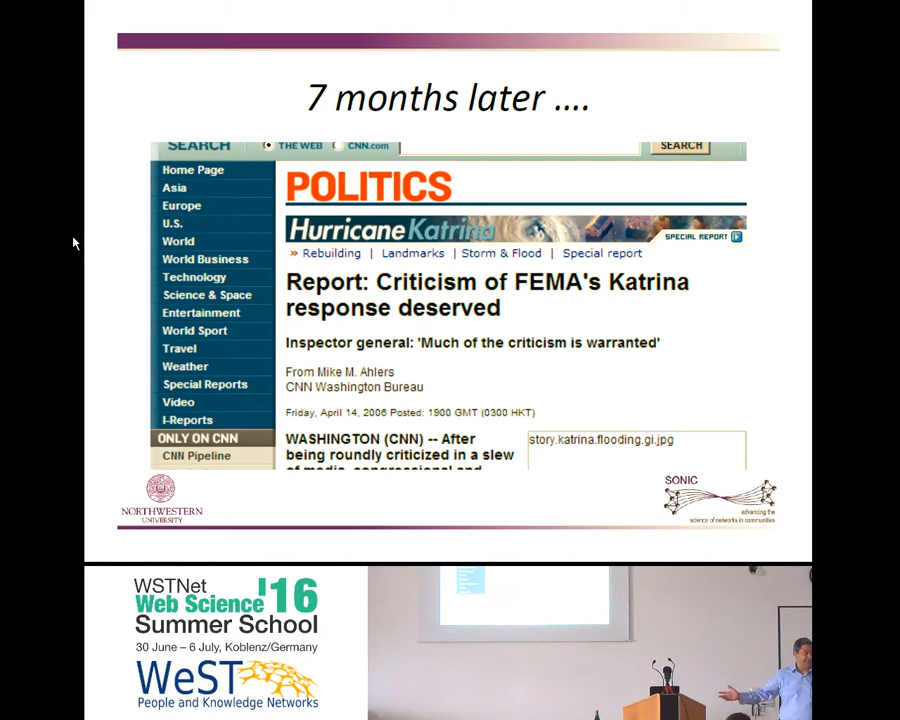 7 months later ....
SEARCH
THE WEB
CNN.com
SEARCH
Home Page
Asia
Europe
U.S.
World
World Business
Technology
Science & Space
Entertainment
World Sport
Travel
Weather
Special Reports
Video
I-Reports
ONLY ON CNN
CNN Pipeline
POLITICS
Hurricane Katrina
SPECIAL REPORT
» Rebuilding | Landmarks | Storm & Flood | Special report
Report: Criticism of FEMA's Katrina
response deserved
Inspector general: 'Much of the criticism is warranted'
From Mike M. Ahlers
CNN Washington Bureau
Friday, April 14, 2006 Posted: 1900 GMT (0300 HKT)
WASHINGTON (CNN) -- After
being roundly criticized in a slew
of media, congressional and
story.katrina.flooding.gi.jpg
NORTHWESTERN
UNIVERSITY
SONIC
advancing the
science of networks in communities
WSTNet
Web Science '16
Summer School
30 June – 6 July, Koblenz/Germany
WeST
People and Knowledge Networks